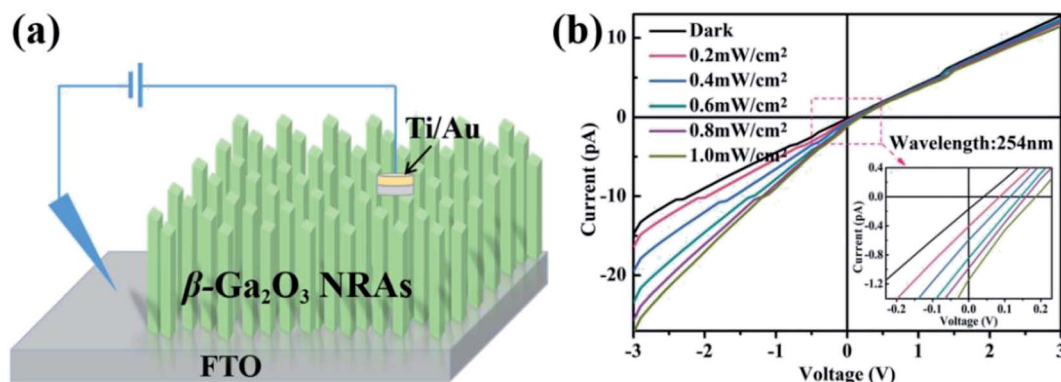 (a)
Ti/Au
β-Ga₂O₃ NRAs
FTO
(b)
Dark
0.2mW/cm²
0.4mW/cm²
0.6mW/cm²
0.8mW/cm²
1.0mW/cm²
Wavelength:254nm
Current (pA)
10
0
-10
-20
-3
-2
-1
0
1
2
3
Voltage (V)
Current (pA)
0.4
0.0
-0.4
-0.8
-1.2
-0.2
-0.1
0.0
0.1
0.2
Voltage (V)